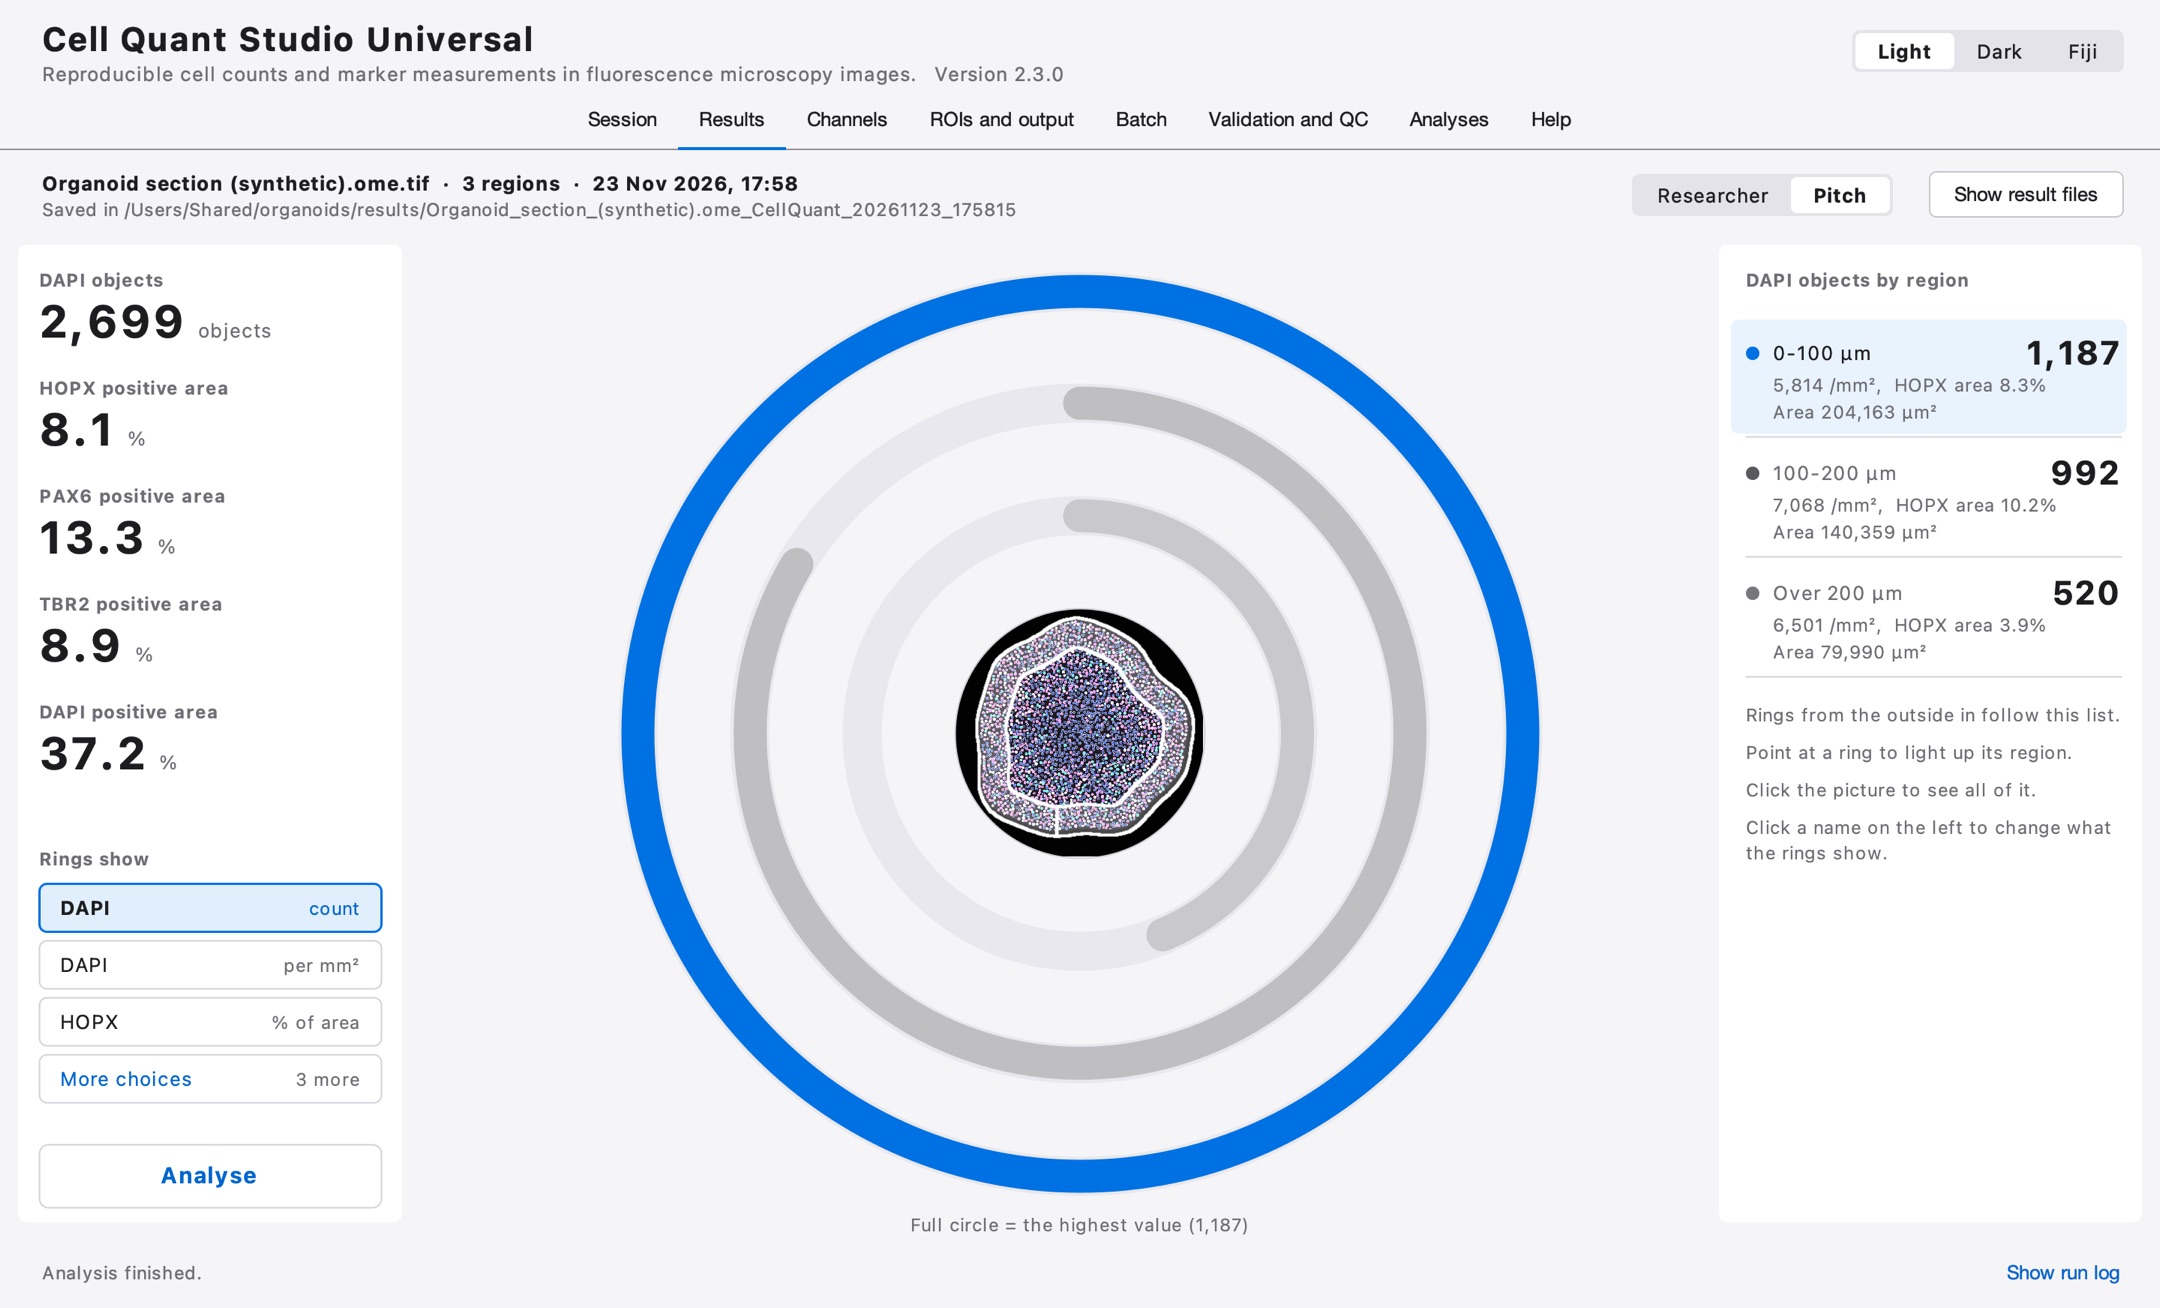 Cell Quant Studio Universal
Reproducible cell counts and marker measurements in fluorescence microscopy images. Version 2.3.0
Light Dark Fiji
Session Results Channels ROIs and output Batch Validation and QC Analyses Help
Organoid section (synthetic).ome.tif · 3 regions · 23 Nov 2026, 17:58
Saved in /Users/Shared/organoids/results/Organoid_section_(synthetic).ome_CellQuant_20261123_175815
Researcher Pitch
Show result files
DAPI objects
2,699 objects
HOPX positive area
8.1 %
PAX6 positive area
13.3 %
TBR2 positive area
8.9 %
DAPI positive area
37.2 %
Rings show
DAPI count
DAPI per mm²
HOPX % of area
More choices 3 more
Analyse
Full circle = the highest value (1,187)
DAPI objects by region
0-100 µm 1,187
5,814 /mm², HOPX area 8.3%
Area 204,163 µm²
100-200 µm 992
7,068 /mm², HOPX area 10.2%
Area 140,359 µm²
Over 200 µm 520
6,501 /mm², HOPX area 3.9%
Area 79,990 µm²
Rings from the outside in follow this list.
Point at a ring to light up its region.
Click the picture to see all of it.
Click a name on the left to change what
the rings show.
Analysis finished.
Show run log